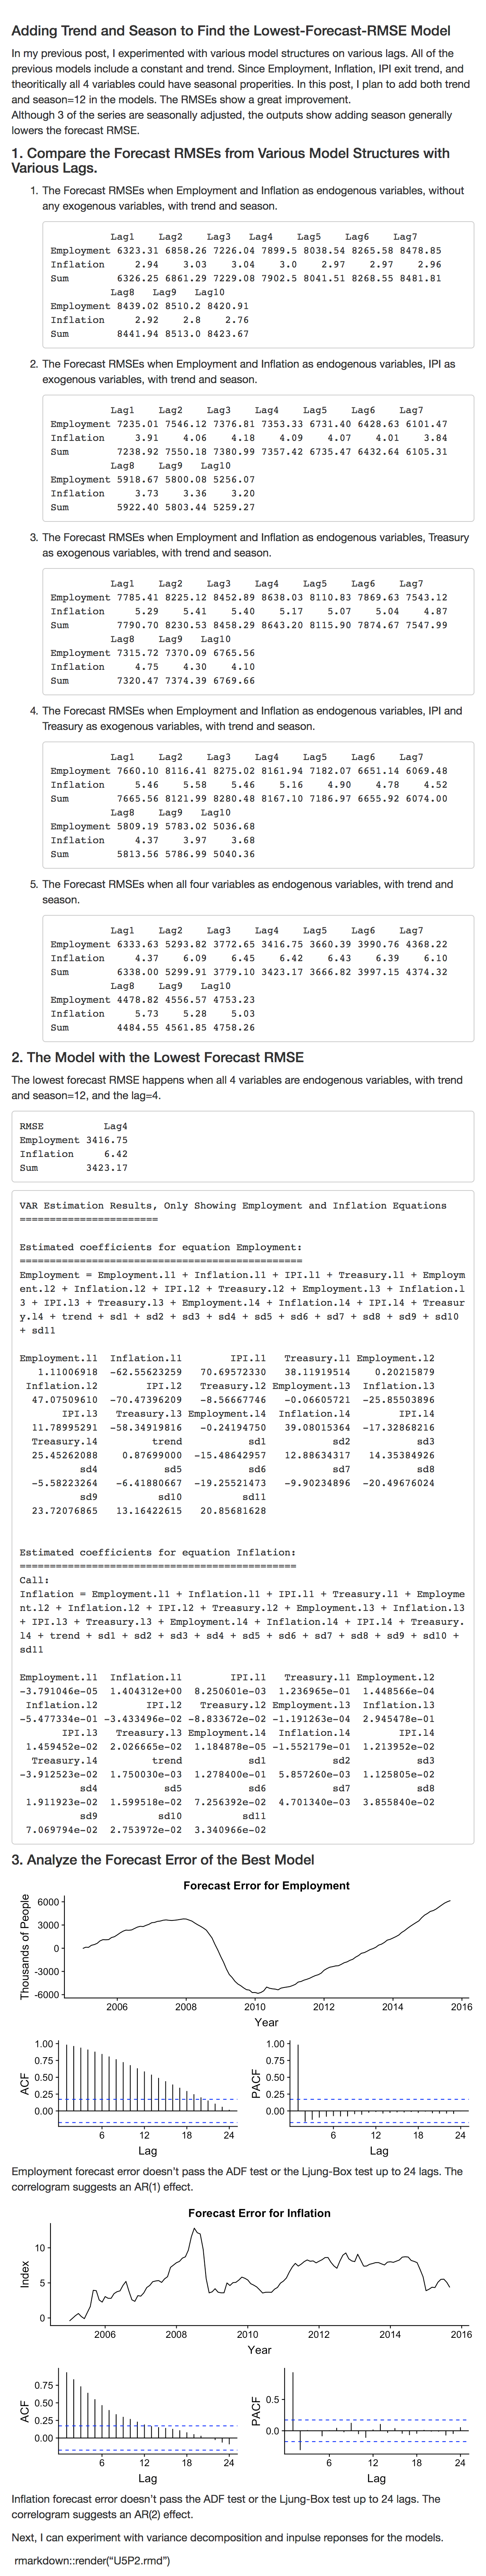 Adding Trend and Season to Find the Lowest-Forecast-RMSE Model
In my previous post, I experimented with various model structures on various lags. All of the
previous models include a constant and trend. Since Employment, Inflation, IPI exit trend, and
theoritically all 4 variables could have seasonal properities. In this post, I plan to add both trend
and season=12 in the models. The RMSEs show a great improvement.
Although 3 of the series are seasonally adjusted, the outputs show adding season generally
lowers the forecast RMSE.
1. Compare the Forecast RMSEs from Various Model Structures with
Various Lags.
1. The Forecast RMSEs when Employment and Inflation as endogenous variables, without
any exogenous variables, with trend and season.
Lag1 Lag2 Lag3 Lag4 Lag5 Lag6 Lag7
Employment 6323.31 6858.26 7226.04 7899.5 8038.54 8265.58 8478.85
Inflation 2.94 3.03 3.04 3.0 2.97 2.97 2.96
Sum 6326.25 6861.29 7229.08 7902.5 8041.51 8268.55 8481.81
Lag8 Lag9 Lag10
Employment 8439.02 8510.2 8420.91
Inflation 2.92 2.8 2.76
Sum 8441.94 8513.0 8423.67
2. The Forecast RMSEs when Employment and Inflation as endogenous variables, IPI as
exogenous variables, with trend and season.
Lag1 Lag2 Lag3 Lag4 Lag5 Lag6 Lag7
Employment 7235.01 7546.12 7376.81 7353.33 6731.40 6428.63 6101.47
Inflation 3.91 4.06 4.18 4.09 4.07 4.01 3.84
Sum 7238.92 7550.18 7380.99 7357.42 6735.47 6432.64 6105.31
Lag8 Lag9 Lag10
Employment 5918.67 5800.08 5256.07
Inflation 3.73 3.36 3.20
Sum 5922.40 5803.44 5259.27
3. The Forecast RMSEs when Employment and Inflation as endogenous variables, Treasury
as exogenous variables, with trend and season.
Lag1 Lag2 Lag3 Lag4 Lag5 Lag6 Lag7
Employment 7785.41 8225.12 8452.89 8638.03 8110.83 7869.63 7543.12
Inflation 5.29 5.41 5.40 5.17 5.07 5.04 4.87
Sum 7790.70 8230.53 8458.29 8643.20 8115.90 7874.67 7547.99
Lag8 Lag9 Lag10
Employment 7315.72 7370.09 6765.56
Inflation 4.75 4.30 4.10
Sum 7320.47 7374.39 6769.66
4. The Forecast RMSEs when Employment and Inflation as endogenous variables, IPI and
Treasury as exogenous variables, with trend and season.
Lag1 Lag2 Lag3 Lag4 Lag5 Lag6 Lag7
Employment 7660.10 8116.41 8275.02 8161.94 7182.07 6651.14 6069.48
Inflation 5.46 5.58 5.46 5.16 4.90 4.78 4.52
Sum 7665.56 8121.99 8280.48 8167.10 7186.97 6655.92 6074.00
Lag8 Lag9 Lag10
Employment 5809.19 5783.02 5036.68
Inflation 4.37 3.97 3.68
Sum 5813.56 5786.99 5040.36
5. The Forecast RMSEs when all four variables as endogenous variables, with trend and
season.
Lag1 Lag2 Lag3 Lag4 Lag5 Lag6 Lag7
Employment 6333.63 5293.82 3772.65 3416.75 3660.39 3990.76 4368.22
Inflation 4.37 6.09 6.45 6.42 6.43 6.39 6.10
Sum 6338.00 5299.91 3779.10 3423.17 3666.82 3997.15 4374.32
Lag8 Lag9 Lag10
Employment 4478.82 4556.57 4753.23
Inflation 5.73 5.28 5.03
Sum 4484.55 4561.85 4758.26
2. The Model with the Lowest Forecast RMSE
The lowest forecast RMSE happens when all 4 variables are endogenous variables, with trend
and season=12, and the lag=4.
RMSE Lag4
Employment 3416.75
Inflation 6.42
Sum 3423.17
VAR Estimation Results, Only Showing Employment and Inflation Equations
=======================
Estimated coefficients for equation Employment:
===============================================
Employment = Employment.l1 + Inflation.l1 + IPI.l1 + Treasury.l1 + Employm
ent.l2 + Inflation.l2 + IPI.l2 + Treasury.l2 + Employment.l3 + Inflation.l
3 + IPI.l3 + Treasury.l3 + Employment.l4 + Inflation.l4 + IPI.l4 + Treasur
y.l4 + trend + sd1 + sd2 + sd3 + sd4 + sd5 + sd6 + sd7 + sd8 + sd9 + sd10
+ sd11
Employment.l1 Inflation.l1 IPI.l1 Treasury.l1 Employment.l2
1.11006918 -62.55623259 70.69572330 38.11919514 0.20215879
Inflation.l2 IPI.l2 Treasury.l2 Employment.l3 Inflation.l3
47.07509610 -70.47396209 -8.56667746 -0.06605721 -25.85503896
IPI.l3 Treasury.l3 Employment.l4 Inflation.l4 IPI.l4
11.78995291 -58.34919816 -0.24194750 39.08015364 -17.32868216
Treasury.l4 trend sd1 sd2 sd3
25.45262088 0.87699000 -15.48642957 12.88634317 14.35384926
sd4 sd5 sd6 sd7 sd8
-5.58223264 -6.41880667 -19.25521473 -9.90234896 -20.49676024
sd9 sd10 sd11
23.72076865 13.16422615 20.85681628
Estimated coefficients for equation Inflation:
==============================================
Call:
Inflation = Employment.l1 + Inflation.l1 + IPI.l1 + Treasury.l1 + Employme
nt.l2 + Inflation.l2 + IPI.l2 + Treasury.l2 + Employment.l3 + Inflation.l3
+ IPI.l3 + Treasury.l3 + Employment.l4 + Inflation.l4 + IPI.l4 + Treasury.
l4 + trend + sd1 + sd2 + sd3 + sd4 + sd5 + sd6 + sd7 + sd8 + sd9 + sd10 +
sd11
Employment.l1 Inflation.l1 IPI.l1 Treasury.l1 Employment.l2
-3.791046e-05 1.404312e+00 8.250601e-03 1.236965e-01 1.448566e-04
Inflation.l2 IPI.l2 Treasury.l2 Employment.l3 Inflation.l3
-5.477334e-01 -3.433496e-02 -8.833672e-02 -1.191263e-04 2.945478e-01
IPI.l3 Treasury.l3 Employment.l4 Inflation.l4 IPI.l4
1.459452e-02 2.026665e-02 1.184878e-05 -1.552179e-01 1.213952e-02
Treasury.l4 trend sd1 sd2 sd3
-3.912523e-02 1.750030e-03 1.278400e-01 5.857260e-03 1.125805e-02
sd4 sd5 sd6 sd7 sd8
1.911923e-02 1.599518e-02 7.256392e-02 4.701340e-03 3.855840e-02
sd9 sd10 sd11
7.069794e-02 2.753972e-02 3.340966e-02
3. Analyze the Forecast Error of the Best Model
Forecast Error for Employment
Thousands of People
6000
3000
0
-3000
-6000
2006 2008 2010 2012 2014 2016
Year
ACF
1.00
0.75
0.50
0.25
0.00
6 12 18 24
Lag
PACF
1.00
0.75
0.50
0.25
0.00
6 12 18 24
Lag
Employment forecast error doesn't pass the ADF test or the Ljung-Box test up to 24 lags. The
correlogram suggests an AR(1) effect.
Forecast Error for Inflation
Index
10
5
0
2006 2008 2010 2012 2014 2016
Year
ACF
0.75
0.50
0.25
0.00
6 12 18 24
Lag
PACF
0.5
0.0
6 12 18 24
Lag
Inflation forecast error doesn't pass the ADF test or the Ljung-Box test up to 24 lags. The
correlogram suggests an AR(2) effect.
Next, I can experiment with variance decomposition and inpulse reponses for the models.
rmarkdown::render("U5P2.rmd")